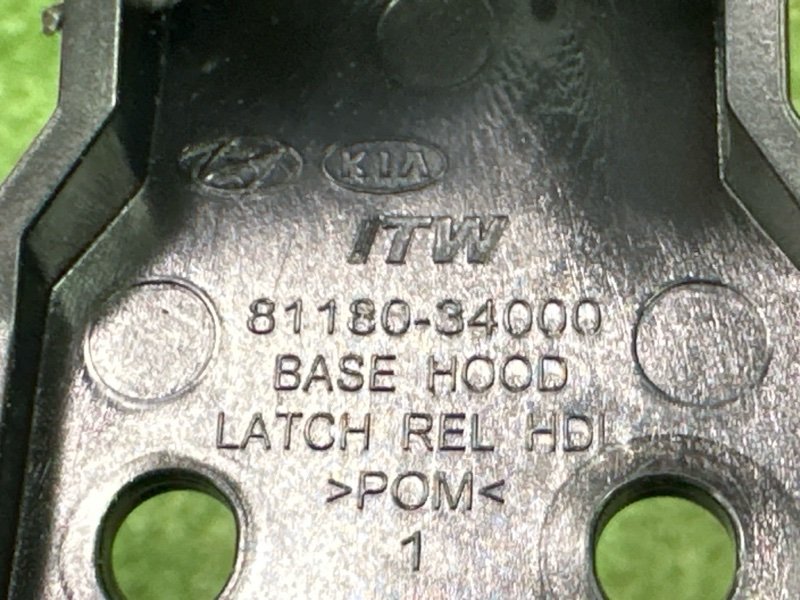 KIA
ITW
81180-34000
BASE HOOD
LATCH REL HDL
>POM<
1